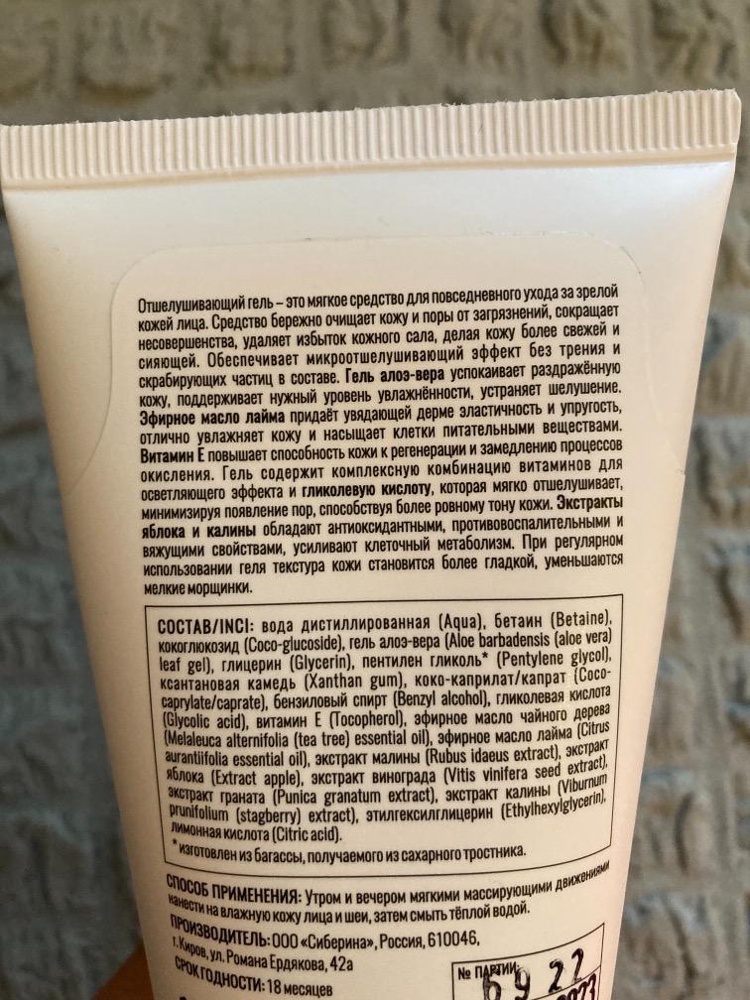 Отшелушивающий гель – это мягкое средство для повседневного ухода за зрелой
кожей лица. Средство бережно очищает кожу и поры от загрязнений, сокращает
несовершенства, удаляет избыток кожного сала, делая кожу более свежей и
сияющей. Обеспечивает микроотшелушивающий эффект без трения и
скрабирующих частиц в составе. Гель алоэ-вера успокаивает раздражённую
кожу, поддерживает нужный уровень увлажнённости, устраняет шелушение.
Эфирное масло лайма придаёт увядающей дерме эластичность и упругость,
отлично увлажняет кожу и насыщает клетки питательными веществами.
Витамин Е повышает способность кожи к регенерации и замедлению процессов
окисления. Гель содержит комплексную комбинацию витаминов для
осветляющего эффекта и гликолевую кислоту, которая мягко отшелушивает,
минимизируя появление пор, способствуя более ровному тону кожи. Экстракты
яблока и калины обладают антиоксидантными, противовоспалительными и
вяжущими свойствами, усиливают клеточный метаболизм. При регулярном
использовании геля текстура кожи становится более гладкой, уменьшаются
мелкие морщинки.
СОСТАВ/INCI: вода дистиллированная (Aqua), бетаин (Betaine),
кокоглюкозид (Coco-glucoside), гель алоэ-вера (Aloe barbadensis (aloe vera)
leaf gel), глицерин (Glycerin), пентилен гликоль* (Pentylene glycol),
ксантановая камедь (Xanthan gum), коко-каприлат/капрат (Coco-
caprylate/caprate), бензиловый спирт (Benzyl alcohol), гликолевая кислота
(Glycolic acid), витамин Е (Tocopherol), эфирное масло чайного дерева
(Melaleuca alternifolia (tea tree) essential oil), эфирное масло лайма (Citrus
aurantiifolia essential oil), экстракт малины (Rubus idaeus extract), экстракт
яблока (Extract apple), экстракт винограда (Vitis vinifera seed extract),
экстракт граната (Punica granatum extract), экстракт калины (Viburnum
prunifolium (stagberry) extract), этилгексилглицерин (Ethylhexylglycerin),
лимонная кислота (Citric acid).
* изготовлен из багассы, получаемого из сахарного тростника.
СПОСОБ ПРИМЕНЕНИЯ: Утром и вечером мягкими массирующими движениями
нанести на влажную кожу лица и шеи, затем смыть тёплой водой.
ПРОИЗВОДИТЕЛЬ: ООО «Сиберина», Россия, 610046,
г. Киров, ул. Романа Ердякова, 42а
СРОК ГОДНОСТИ: 18 месяцев
№ ПАРТИИ: